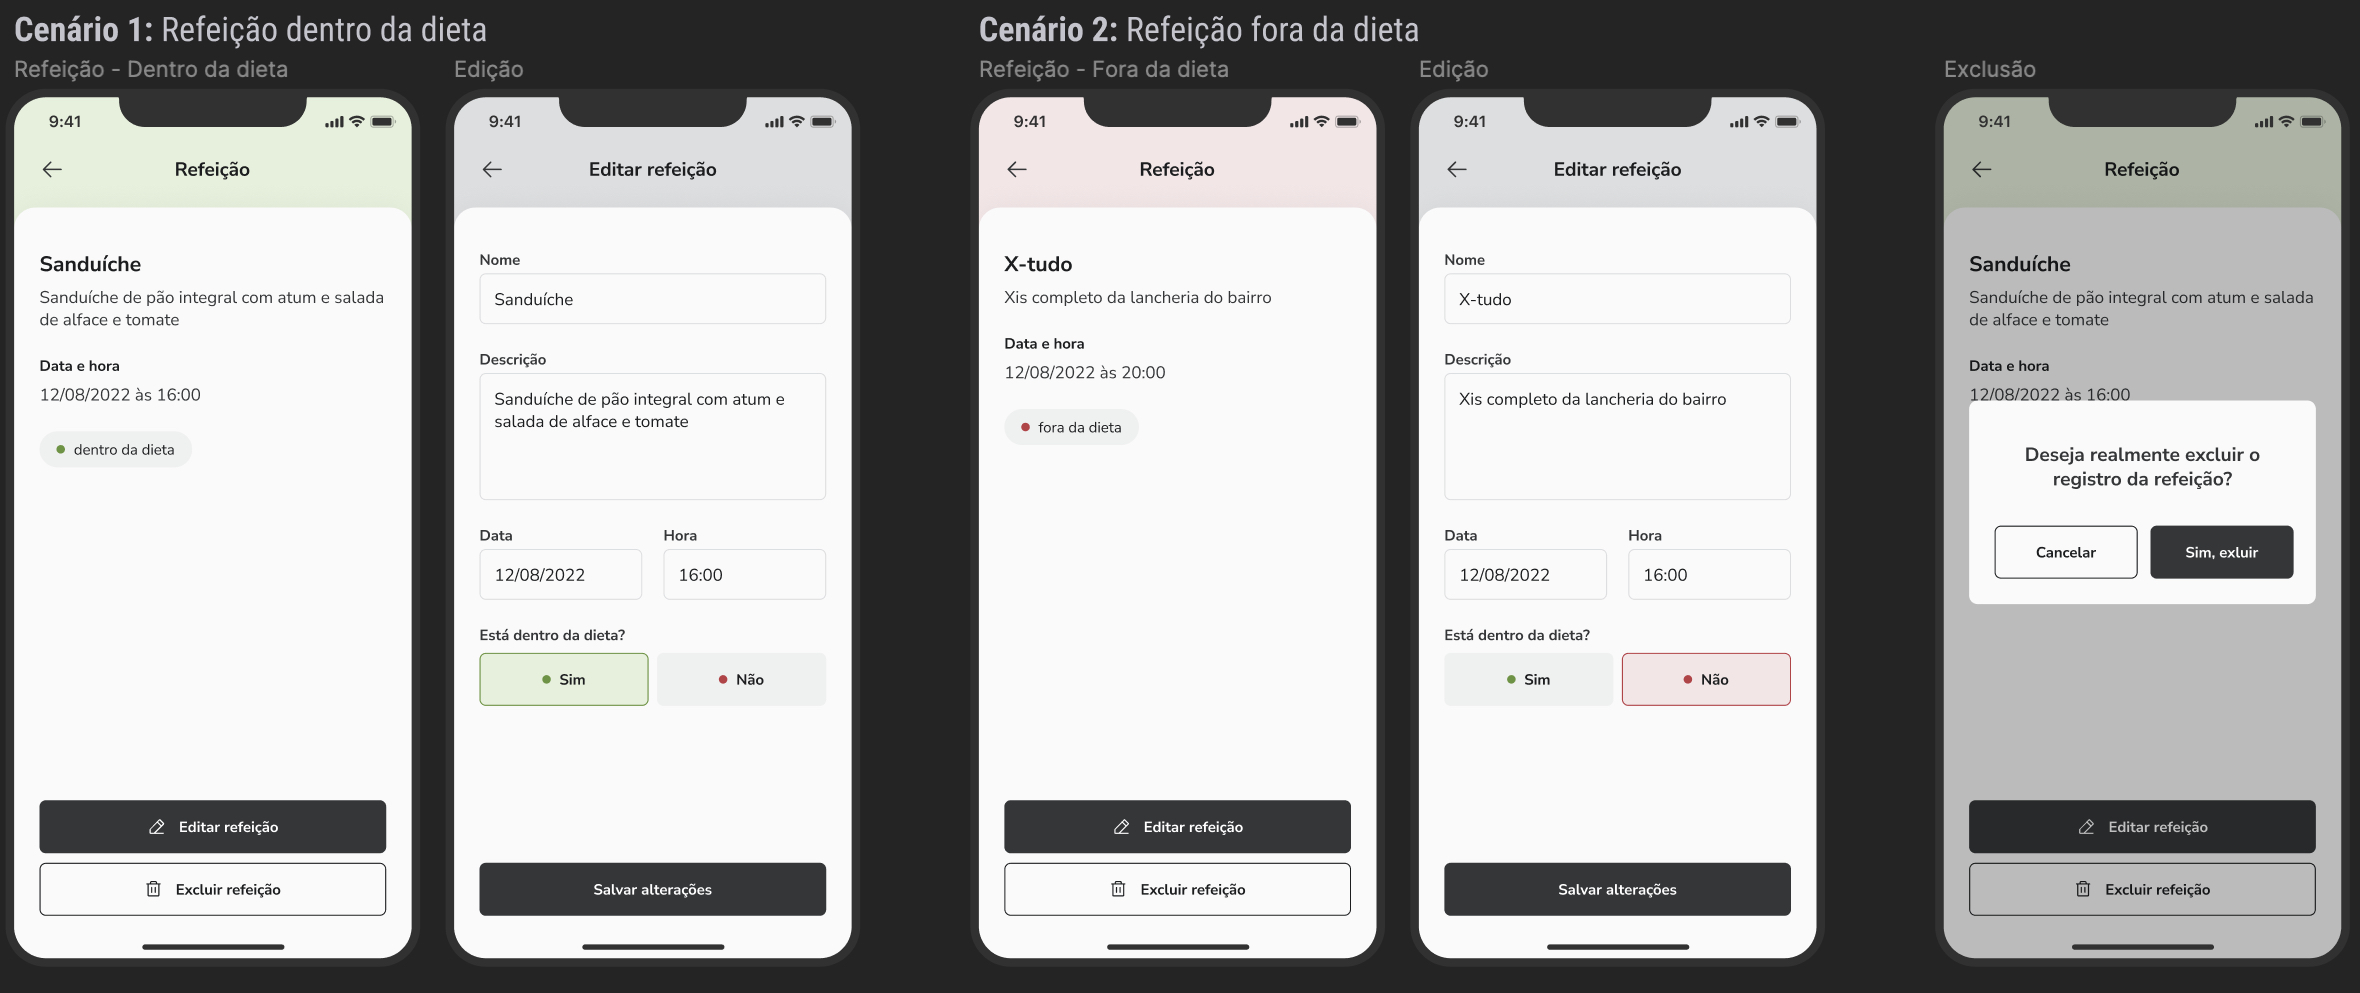 Cenário 1: Refeição dentro da dieta
Refeição - Dentro da dieta
9:41
Refeição
Sanduíche
Sanduíche de pão integral com atum e salada
de alface e tomate
Data e hora
12/08/2022 às 16:00
dentro da dieta
Editar refeição
Excluir refeição
Edição
9:41
Editar refeição
Nome
Sanduíche
Descrição
Sanduíche de pão integral com atum e
salada de alface e tomate
Data
Hora
12/08/2022
16:00
Está dentro da dieta?
Sim
Não
Salvar alterações
Cenário 2: Refeição fora da dieta
Refeição - Fora da dieta
9:41
Refeição
X-tudo
Xis completo da lancheria do bairro
Data e hora
12/08/2022 às 20:00
fora da dieta
Editar refeição
Excluir refeição
Edição
9:41
Editar refeição
Nome
X-tudo
Descrição
Xis completo da lancheria do bairro
Data
Hora
12/08/2022
16:00
Está dentro da dieta?
Sim
Não
Salvar alterações
Exclusão
9:41
Refeição
Sanduíche
Sanduíche de pão integral com atum e salada
de alface e tomate
Data e hora
12/08/2022 às 16:00
Deseja realmente excluir o
registro da refeição?
Cancelar
Sim, exluir
Editar refeição
Excluir refeição